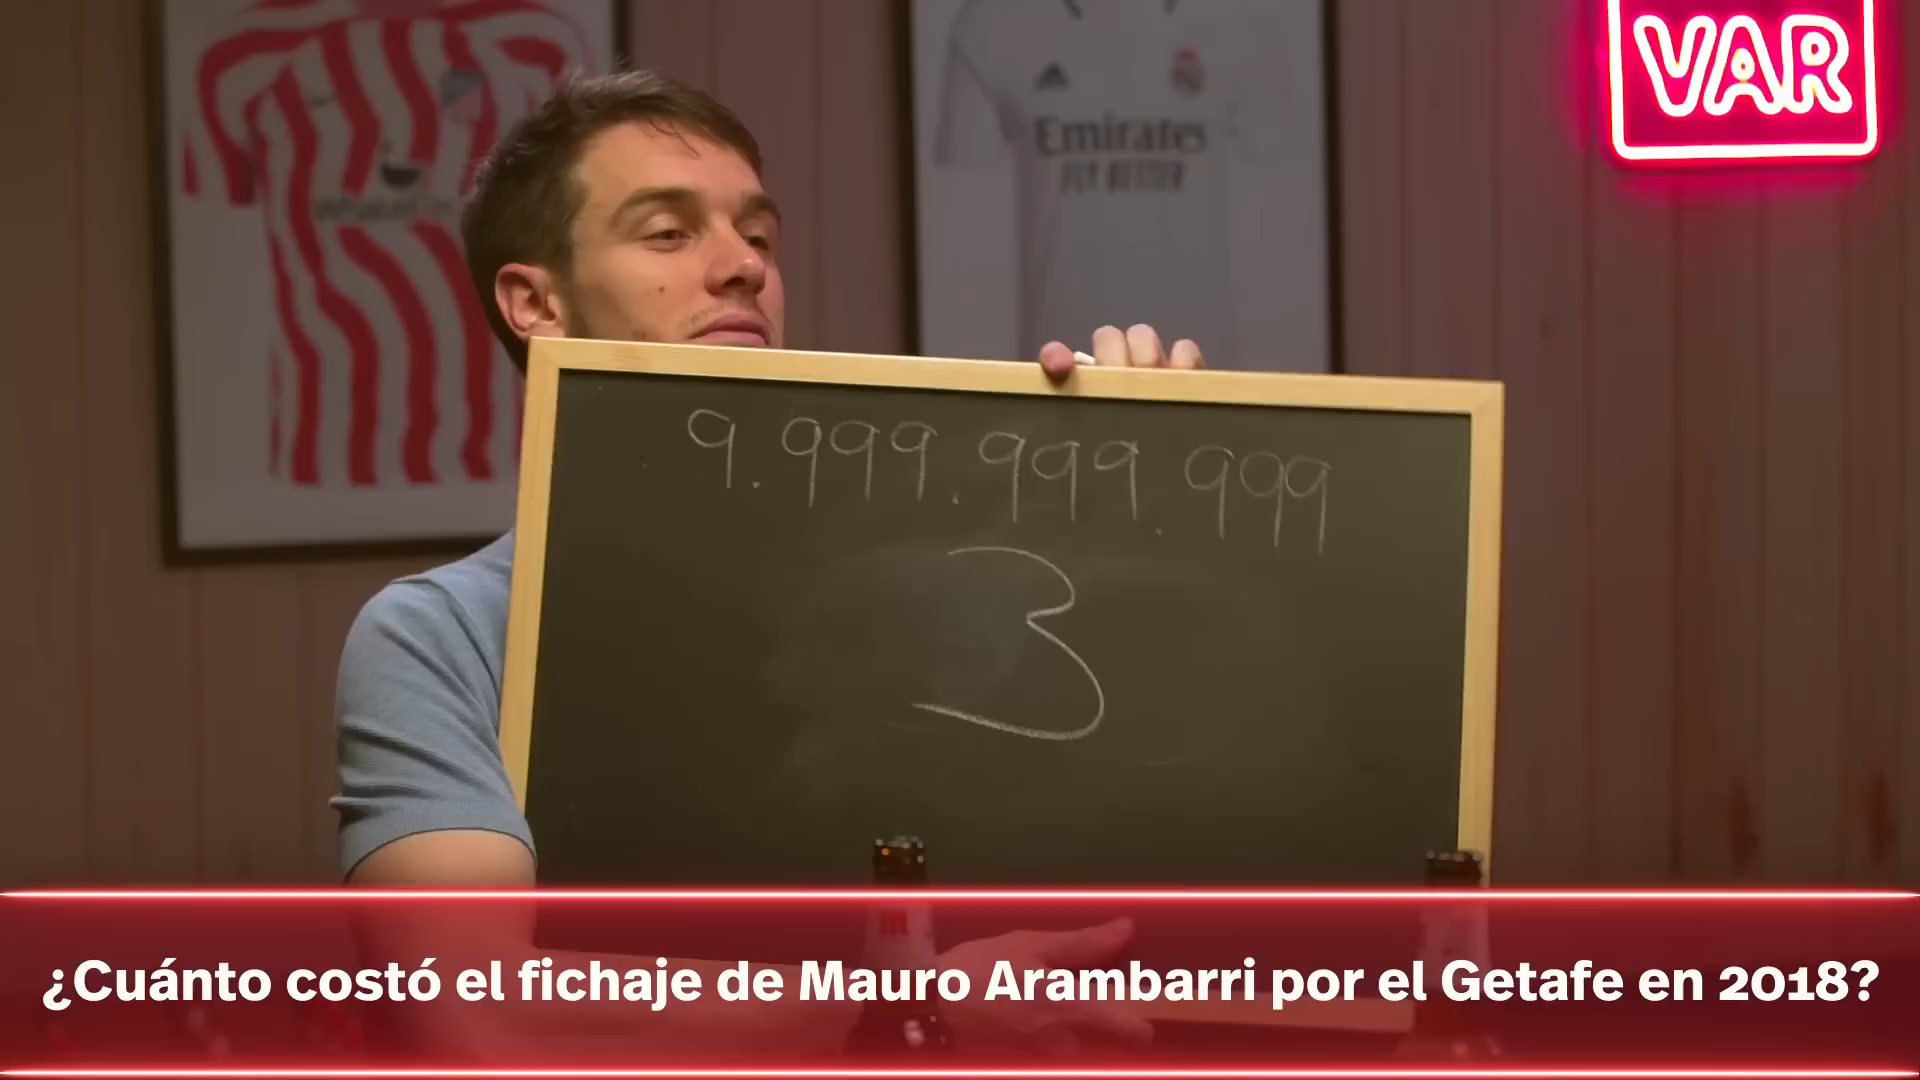 VAR
Emirates
FLY BETTER
9.999.999.999
3
¿Cuánto costó el fichaje de Mauro Arambarri por el Getafe en 2018?